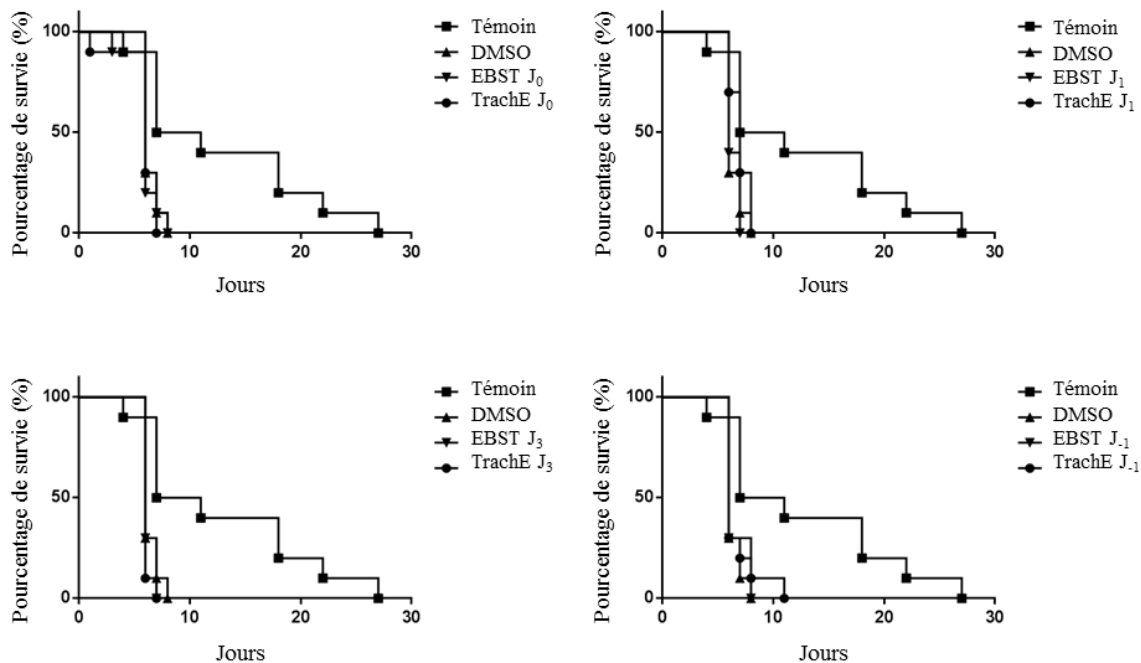 Pourcentage de survie (%)
100
50
0
0 10 20 30
Jours
Témoin
DMSO
EBST J₀
TrachE J₀
Pourcentage de survie (%)
100
50
0
0 10 20 30
Jours
Témoin
DMSO
EBST J₁
TrachE J₁
Pourcentage de survie (%)
100
50
0
0 10 20 30
Jours
Témoin
DMSO
EBST J₃
TrachE J₃
Pourcentage de survie (%)
100
50
0
0 10 20 30
Jours
Témoin
DMSO
EBST J₋₁
TrachE J₋₁